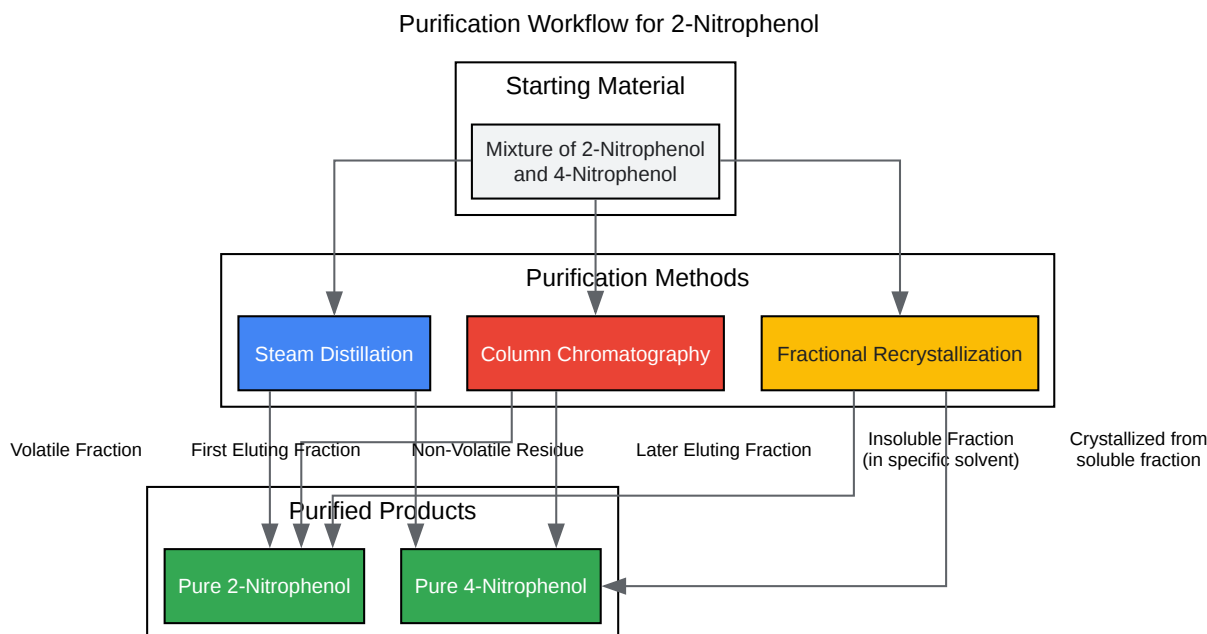 Purification Workflow for 2-Nitrophenol
Starting Material
Mixture of 2-Nitrophenol
and 4-Nitrophenol
Purification Methods
Steam Distillation
Column Chromatography
Fractional Recrystallization
Volatile Fraction
First Eluting Fraction
Non-Volatile Residue
Later Eluting Fraction
Insoluble Fraction
(in specific solvent)
Crystallized from
soluble fraction
Purified Products
Pure 2-Nitrophenol
Pure 4-Nitrophenol